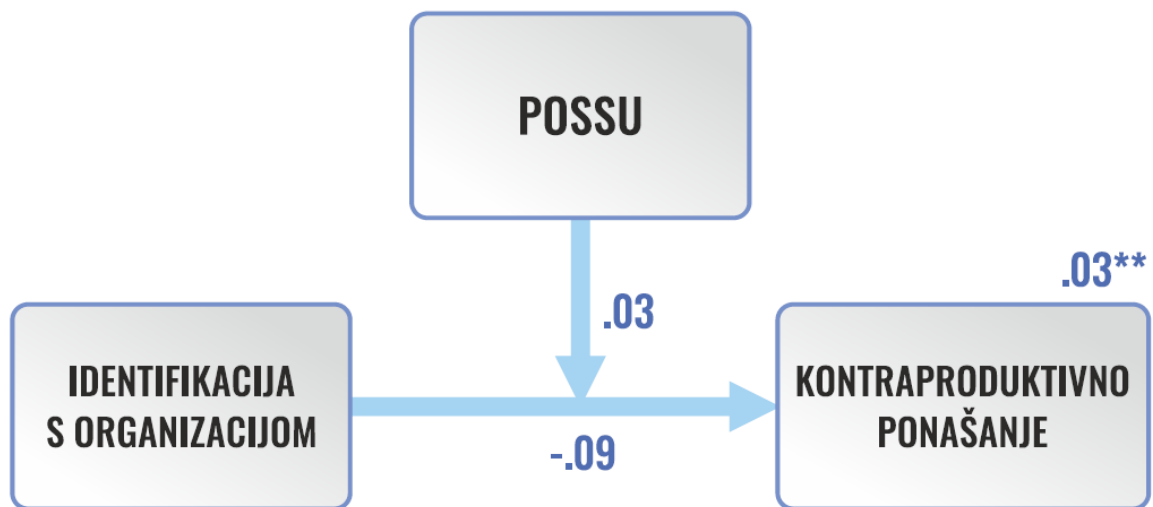 POSSU
.03**
.03
IDENTIFIKACIJA
S ORGANIZACIJOM
KONTRAPRODUKTIVNO
PONAŠANJE
-.09